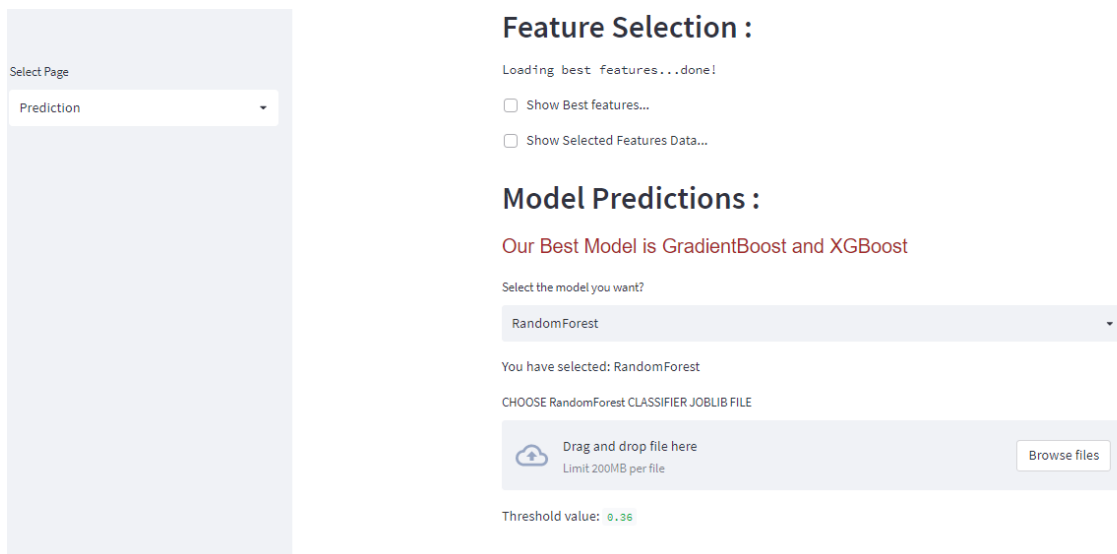 Select Page
Prediction
Feature Selection :
Loading best features...done!
Show Best features...
Show Selected Features Data...
Model Predictions :
Our Best Model is GradientBoost and XGBoost
Select the model you want?
RandomForest
You have selected: RandomForest
CHOOSE RandomForest CLASSIFIER JOBLIB FILE
Drag and drop file here
Limit 200MB per file
Browse files
Threshold value: 0.36